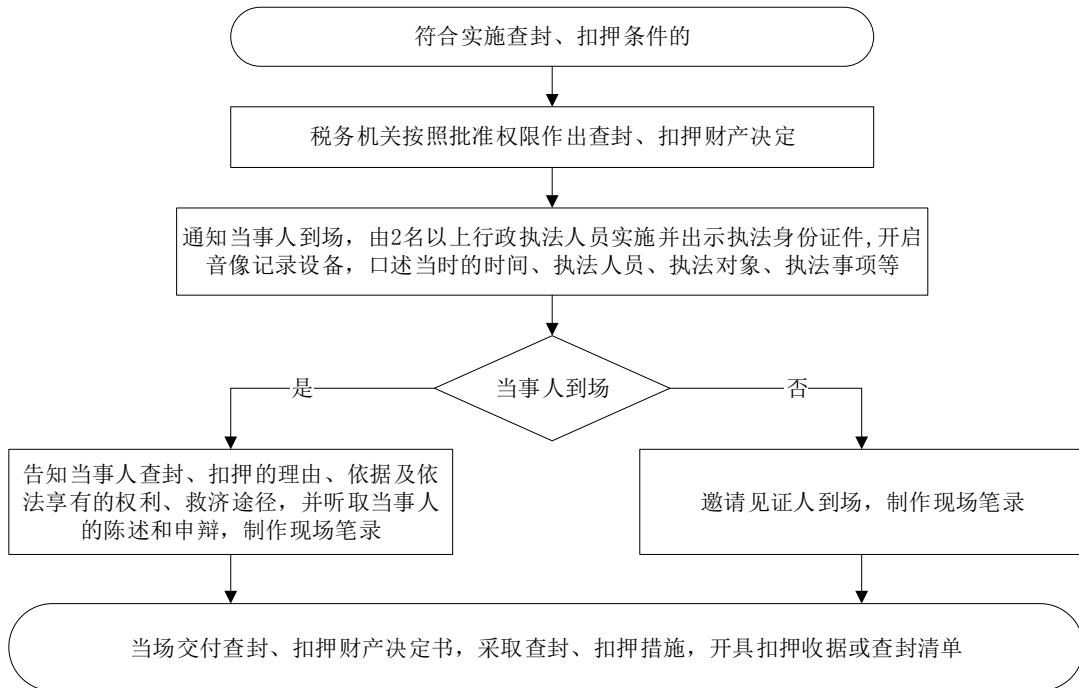 符合实施查封、扣押条件的
税务机关按照批准权限作出查封、扣押财产决定
通知当事人到场，由2名以上行政执法人员实施并出示执法身份证件,开启
音像记录设备，口述当时的时间、执法人员、执法对象、执法事项等
当事人到场
是
否
告知当事人查封、扣押的理由、依据及依
法享有的权利、救济途径，并听取当事人
的陈述和申辩，制作现场笔录
邀请见证人到场，制作现场笔录
当场交付查封、扣押财产决定书，采取查封、扣押措施，开具扣押收据或查封清单